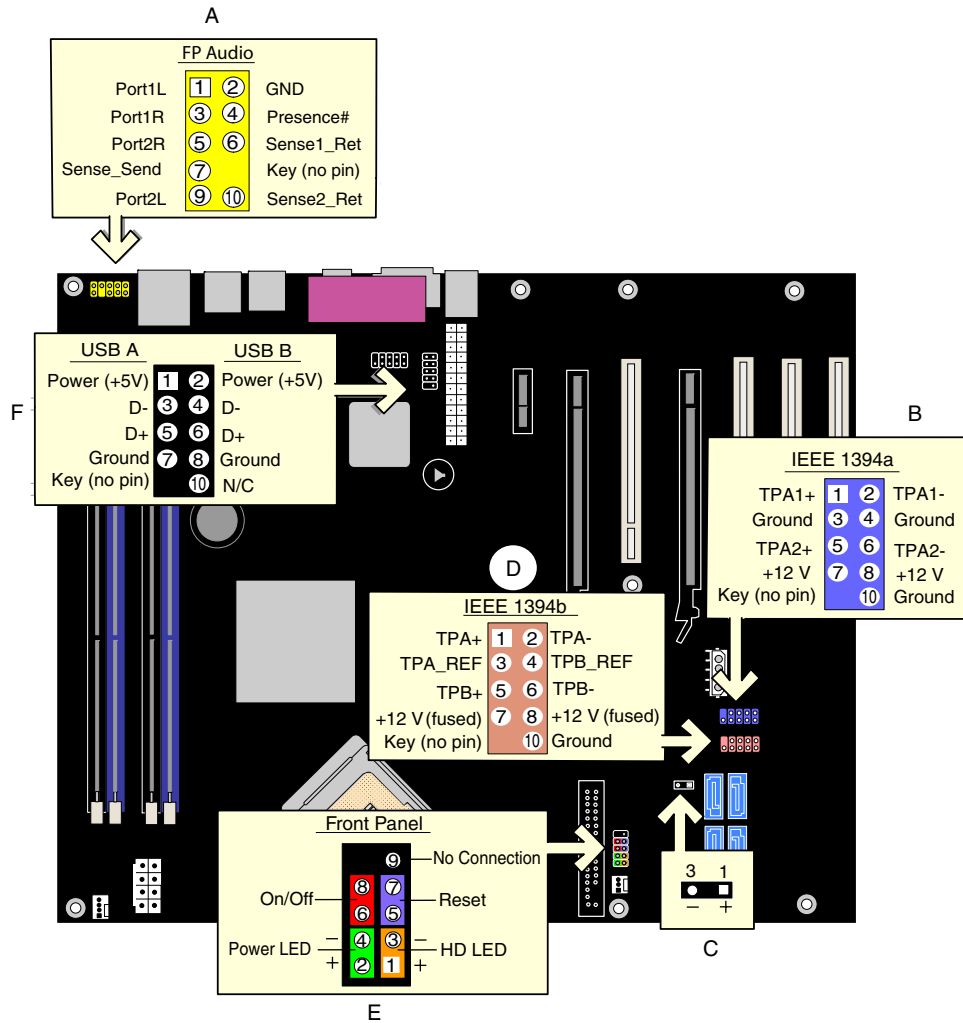 A
FP Audio
Port1L 1 2 GND
Port1R 3 4 Presence#
Port2R 5 6 Sense1_Ret
Sense_Send 7 Key (no pin)
Port2L 9 10 Sense2_Ret
F
USB A USB B
Power (+5V) 1 2 Power (+5V)
D- 3 4 D-
D+ 5 6 D+
Ground 7 8 Ground
Key (no pin) 10 N/C
B
IEEE 1394a
TPA1+ 1 2 TPA1-
Ground 3 4 Ground
TPA2+ 5 6 TPA2-
+12 V 7 8 +12 V
Key (no pin) 10 Ground
D
IEEE 1394b
TPA+ 1 2 TPA-
TPA_REF 3 4 TPB_REF
TPB+ 5 6 TPB-
+12 V (fused) 7 8 +12 V (fused)
Key (no pin) 10 Ground
Front Panel
9 No Connection
On/Off 8 7 Reset
6 5
Power LED − 4 3 − HD LED
+ 2 1 +
E
3 1
− +
C